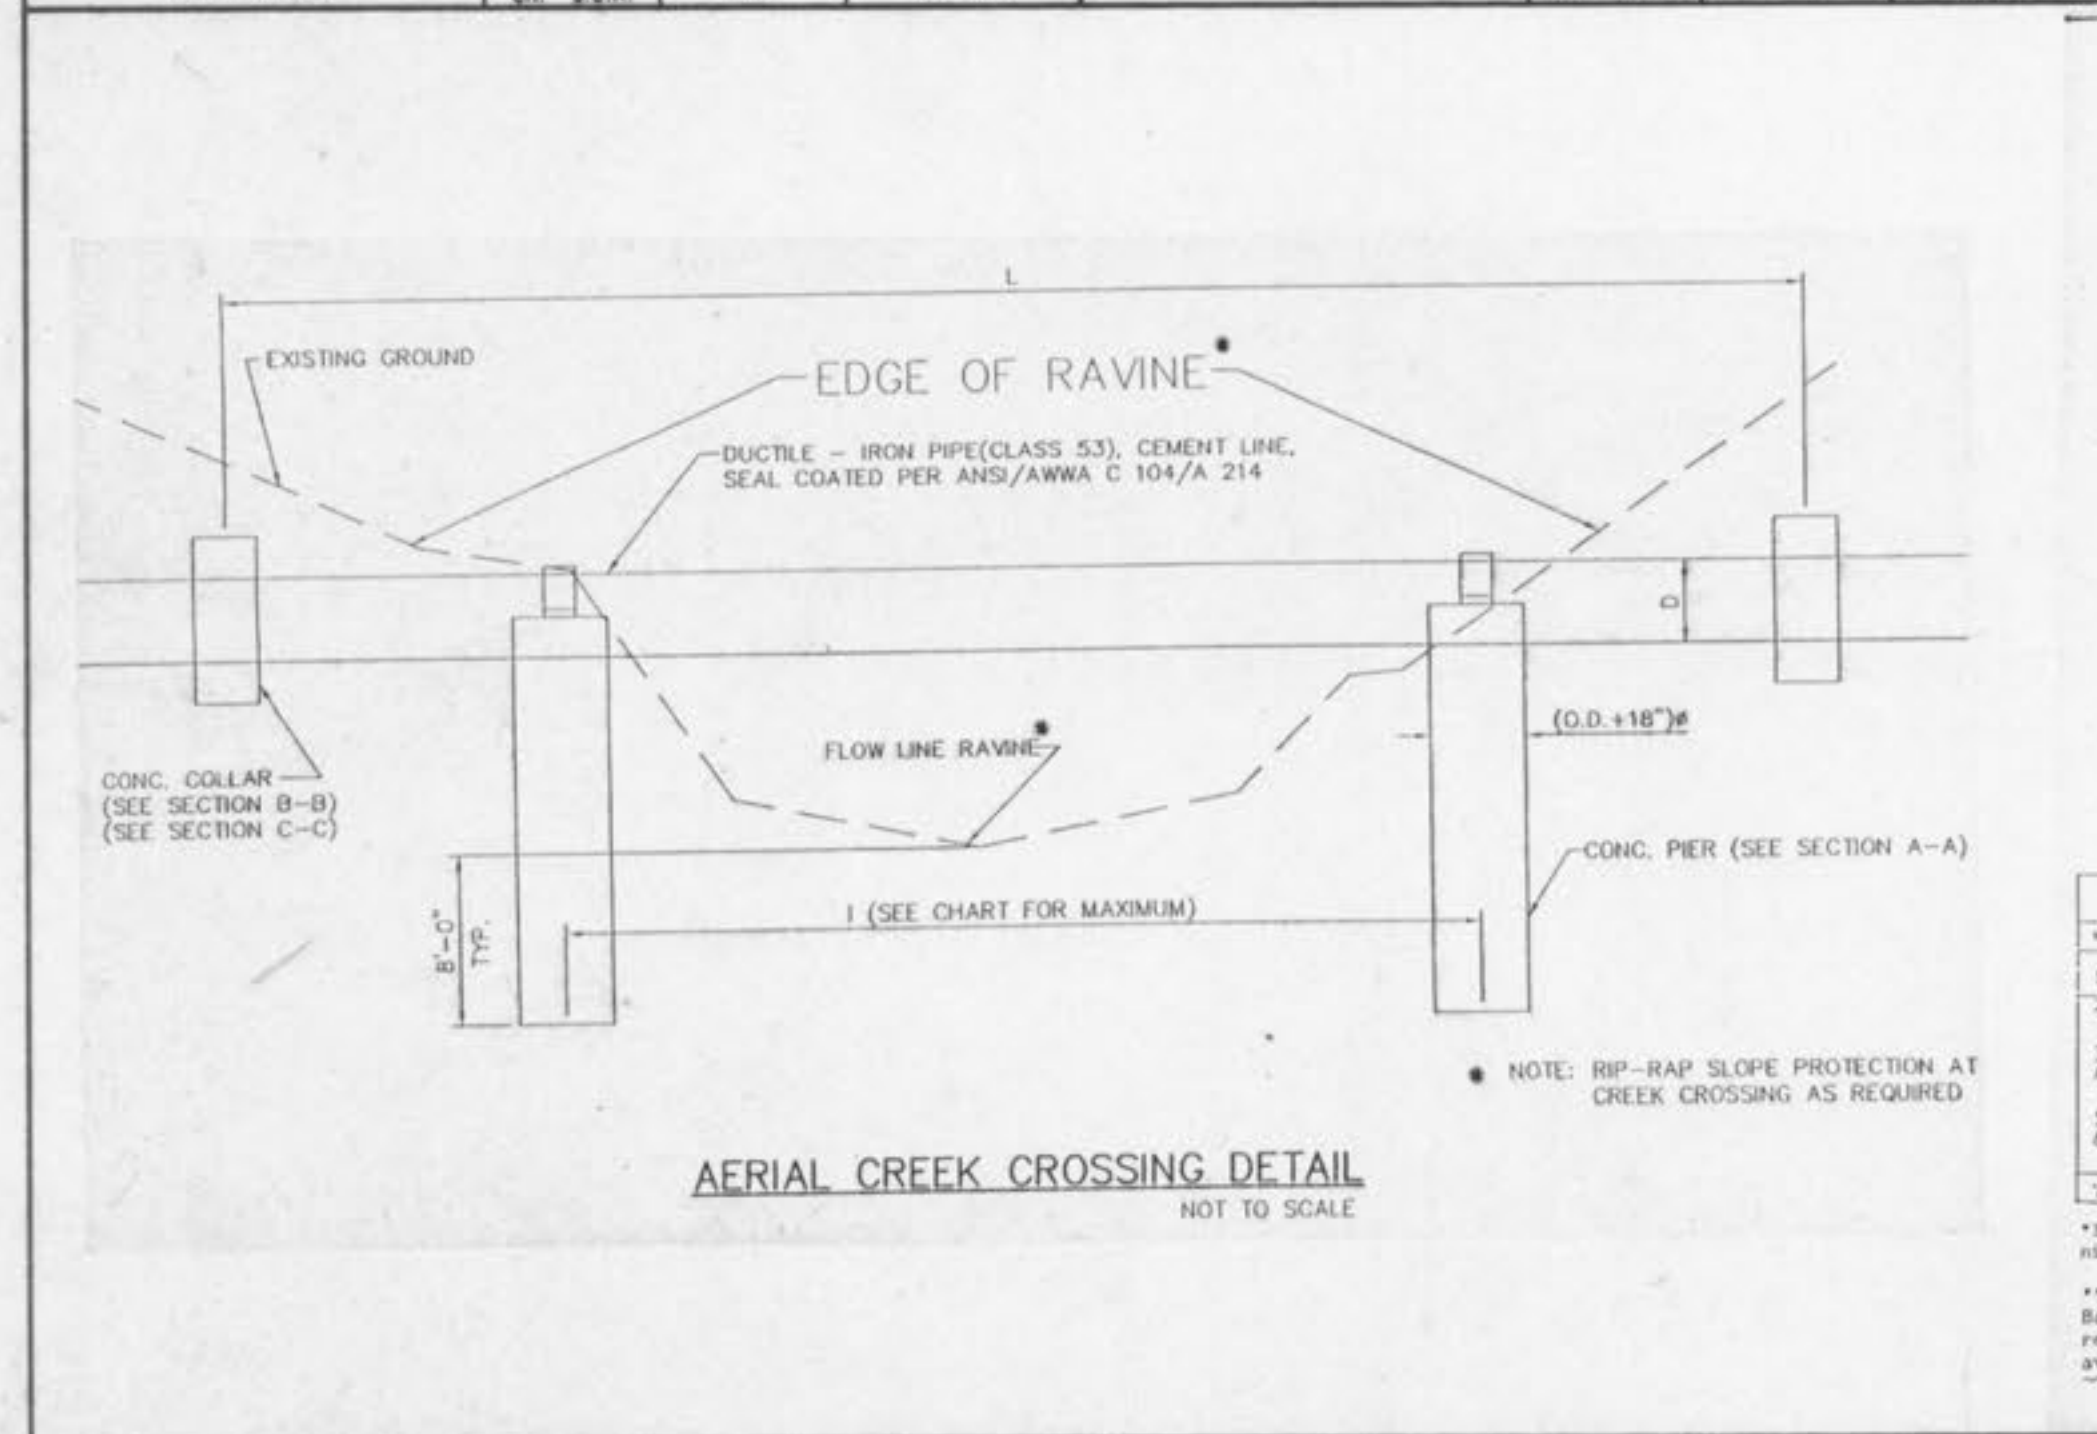 L
EXISTING GROUND
EDGE OF RAVINE*
DUCTILE - IRON PIPE(CLASS 53), CEMENT LINE,
SEAL COATED PER ANSI/AWWA C 104/A 214
D
(O.D.+18")ø
FLOW LINE RAVINE*
CONC. COLLAR
(SEE SECTION B-B)
(SEE SECTION C-C)
CONC. PIER (SEE SECTION A-A)
l (SEE CHART FOR MAXIMUM)
8'-0"
TYP.
* NOTE: RIP-RAP SLOPE PROTECTION AT
CREEK CROSSING AS REQUIRED
AERIAL CREEK CROSSING DETAIL
NOT TO SCALE